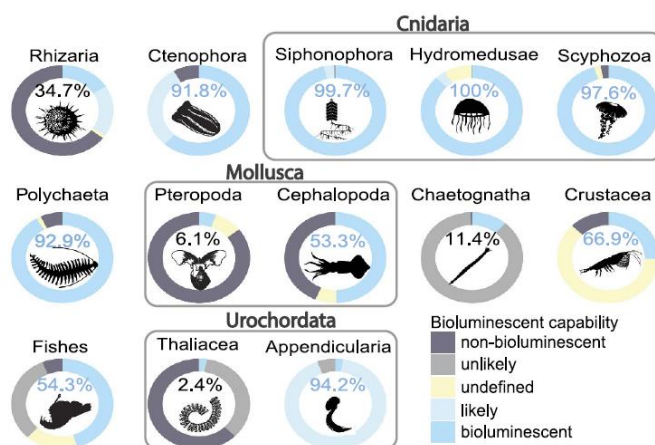 Cnidaria
Rhizaria Ctenophora Siphonophora Hydromedusae Scyphozoa
34.7% 91.8% 99.7% 100% 97.6%
Mollusca
Polychaeta Pteropoda Cephalopoda Chaetognatha Crustacea
92.9% 6.1% 53.3% 11.4% 66.9%
Urochordata
Fishes Thaliacea Appendicularia
54.3% 2.4% 94.2%
Bioluminescent capability
non-bioluminescent
unlikely
undefined
likely
bioluminescent